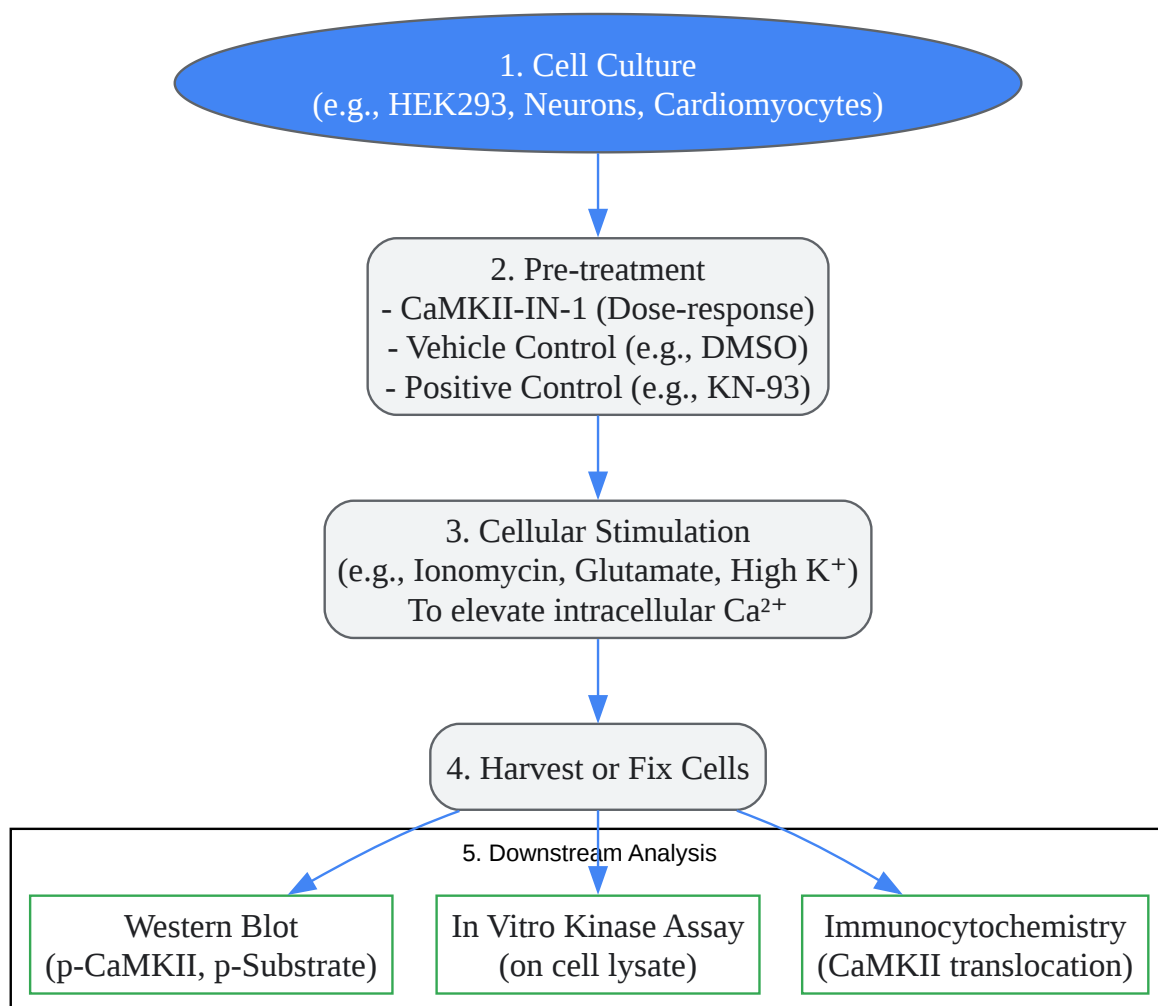 1. Cell Culture
(e.g., HEK293, Neurons, Cardiomyocytes)
2. Pre-treatment
- CaMKII-IN-1 (Dose-response)
- Vehicle Control (e.g., DMSO)
- Positive Control (e.g., KN-93)
3. Cellular Stimulation
(e.g., Ionomycin, Glutamate, High K⁺)
To elevate intracellular Ca²⁺
4. Harvest or Fix Cells
5. Downstream Analysis
Western Blot
(p-CaMKII, p-Substrate)
In Vitro Kinase Assay
(on cell lysate)
Immunocytochemistry
(CaMKII translocation)